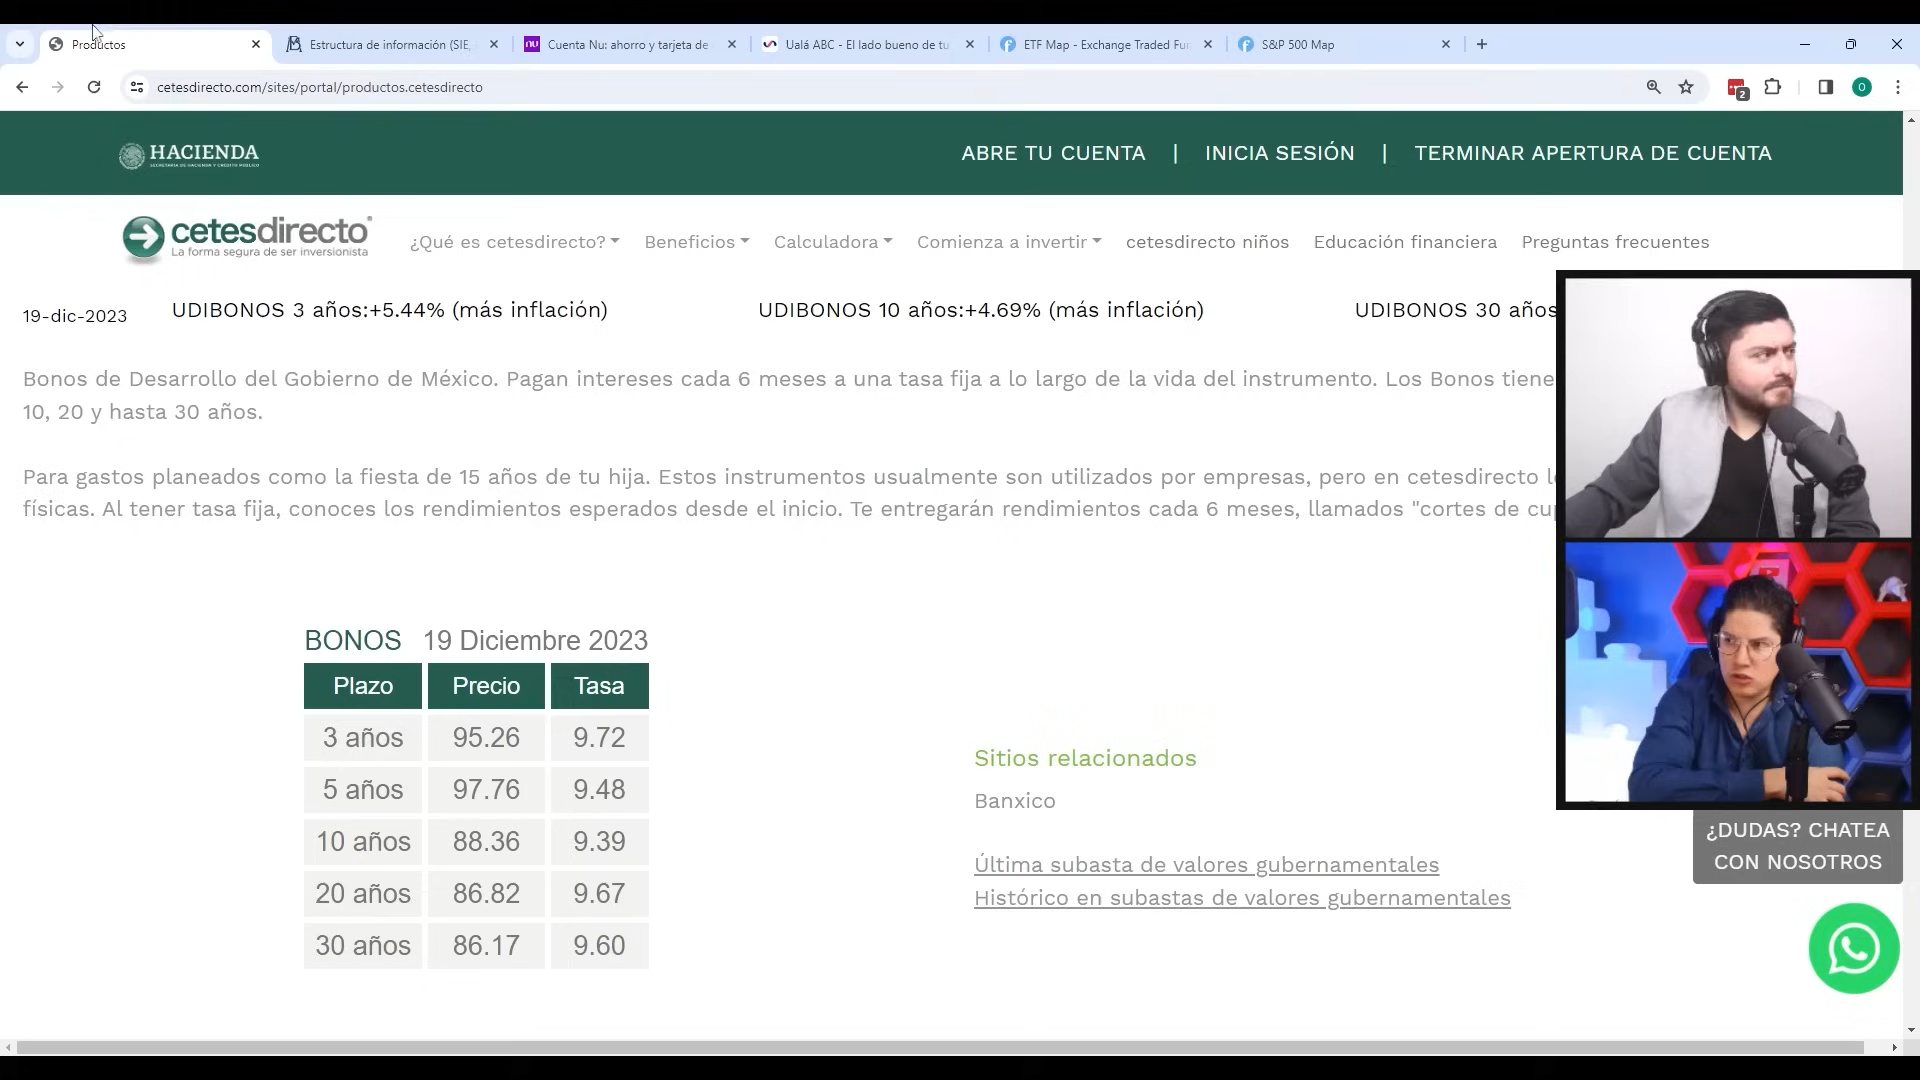 Productos
Estructura de información (SIE,
nu
Cuenta Nu: ahorro y tarjeta de
Ualá ABC - El lado bueno de tu
ETF Map - Exchange Traded Fu
S&P 500 Map
cetesdirecto.com/sites/portal/productos.cetesdirecto
2
O
HACIENDA
SECRETARÍA DE HACIENDA Y CRÉDITO PÚBLICO
ABRE TU CUENTA | INICIA SESIÓN | TERMINAR APERTURA DE CUENTA
cetesdirecto
La forma segura de ser inversionista
¿Qué es cetesdirecto? Beneficios Calculadora Comienza a invertir cetesdirecto niños Educación financiera Preguntas frecuentes
19-dic-2023
UDIBONOS 3 años:+5.44% (más inflación) UDIBONOS 10 años:+4.69% (más inflación) UDIBONOS 30 años
Bonos de Desarrollo del Gobierno de México. Pagan intereses cada 6 meses a una tasa fija a lo largo de la vida del instrumento. Los Bonos tiene
10, 20 y hasta 30 años.
Para gastos planeados como la fiesta de 15 años de tu hija. Estos instrumentos usualmente son utilizados por empresas, pero en cetesdirecto
físicas. Al tener tasa fija, conoces los rendimientos esperados desde el inicio. Te entregarán rendimientos cada 6 meses, llamados "cortes de
BONOS 19 Diciembre 2023
Plazo Precio Tasa
3 años 95.26 9.72
5 años 97.76 9.48
10 años 88.36 9.39
20 años 86.82 9.67
30 años 86.17 9.60
Sitios relacionados
Banxico
Última subasta de valores gubernamentales
Histórico en subastas de valores gubernamentales
¿DUDAS? CHATEA
CON NOSOTROS